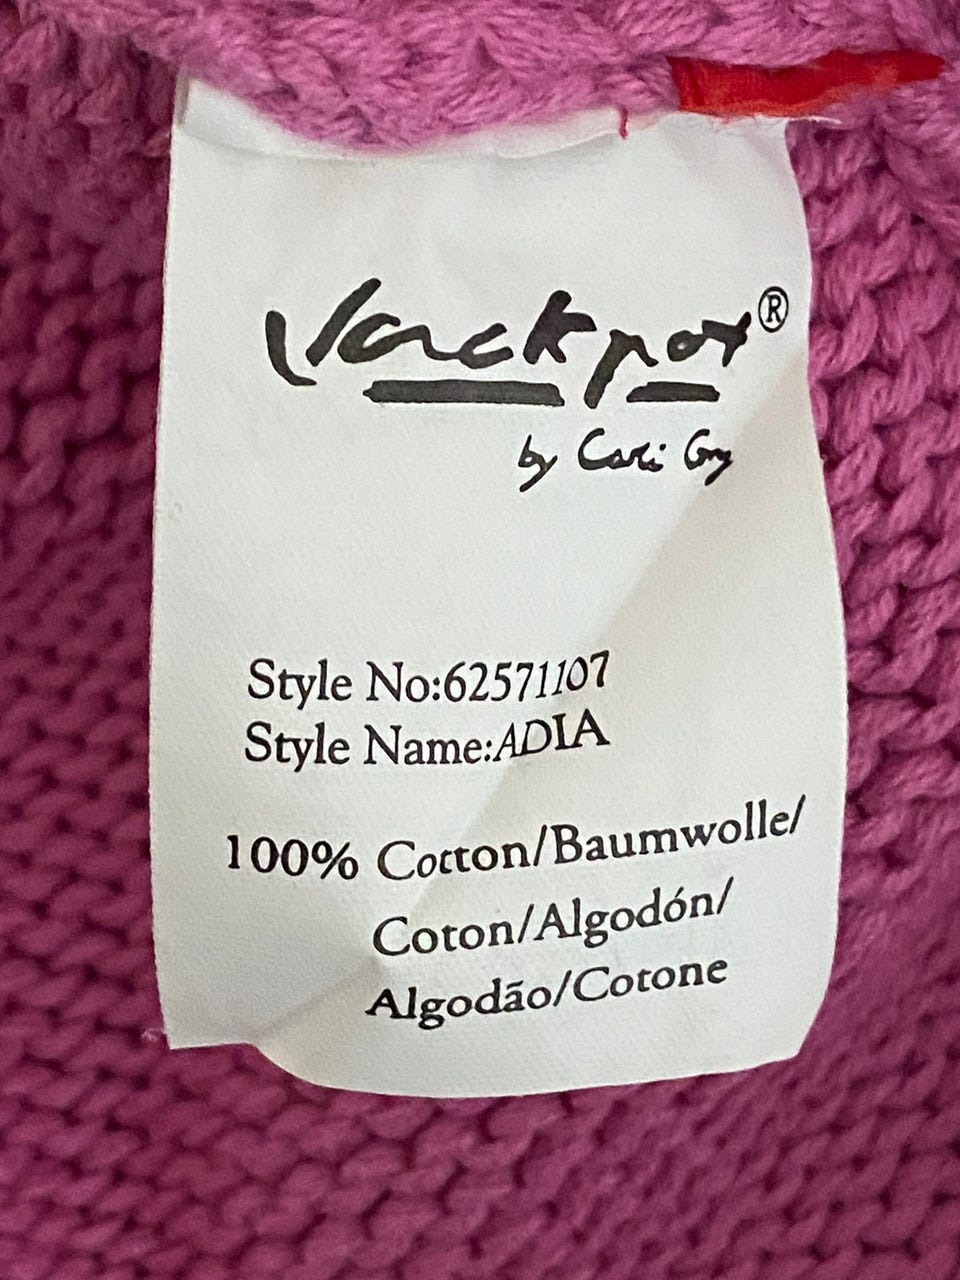 Jackpot®
by Carli Gry
Style No:62571107
Style Name:ADIA
100% Cotton/Baumwolle/
Coton/Algodón/
Algodão/Cotone